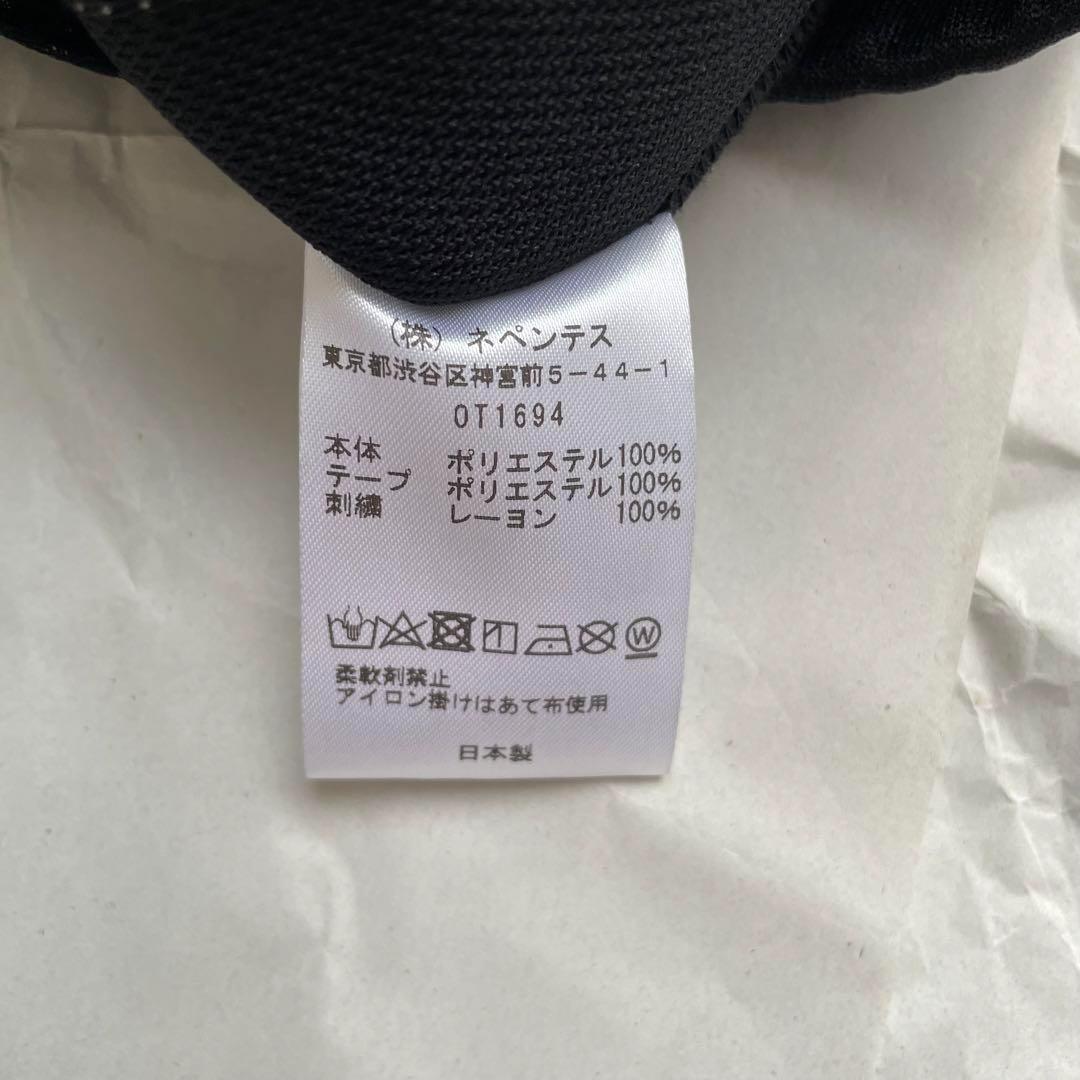 (株) ネペンテス
東京都渋谷区神宮前5-44-1
OT1694
本体 ポリエステル100%
テープ ポリエステル100%
刺繍 レーヨン 100%
W
柔軟剤禁止
アイロン掛けはあて布使用
日本製